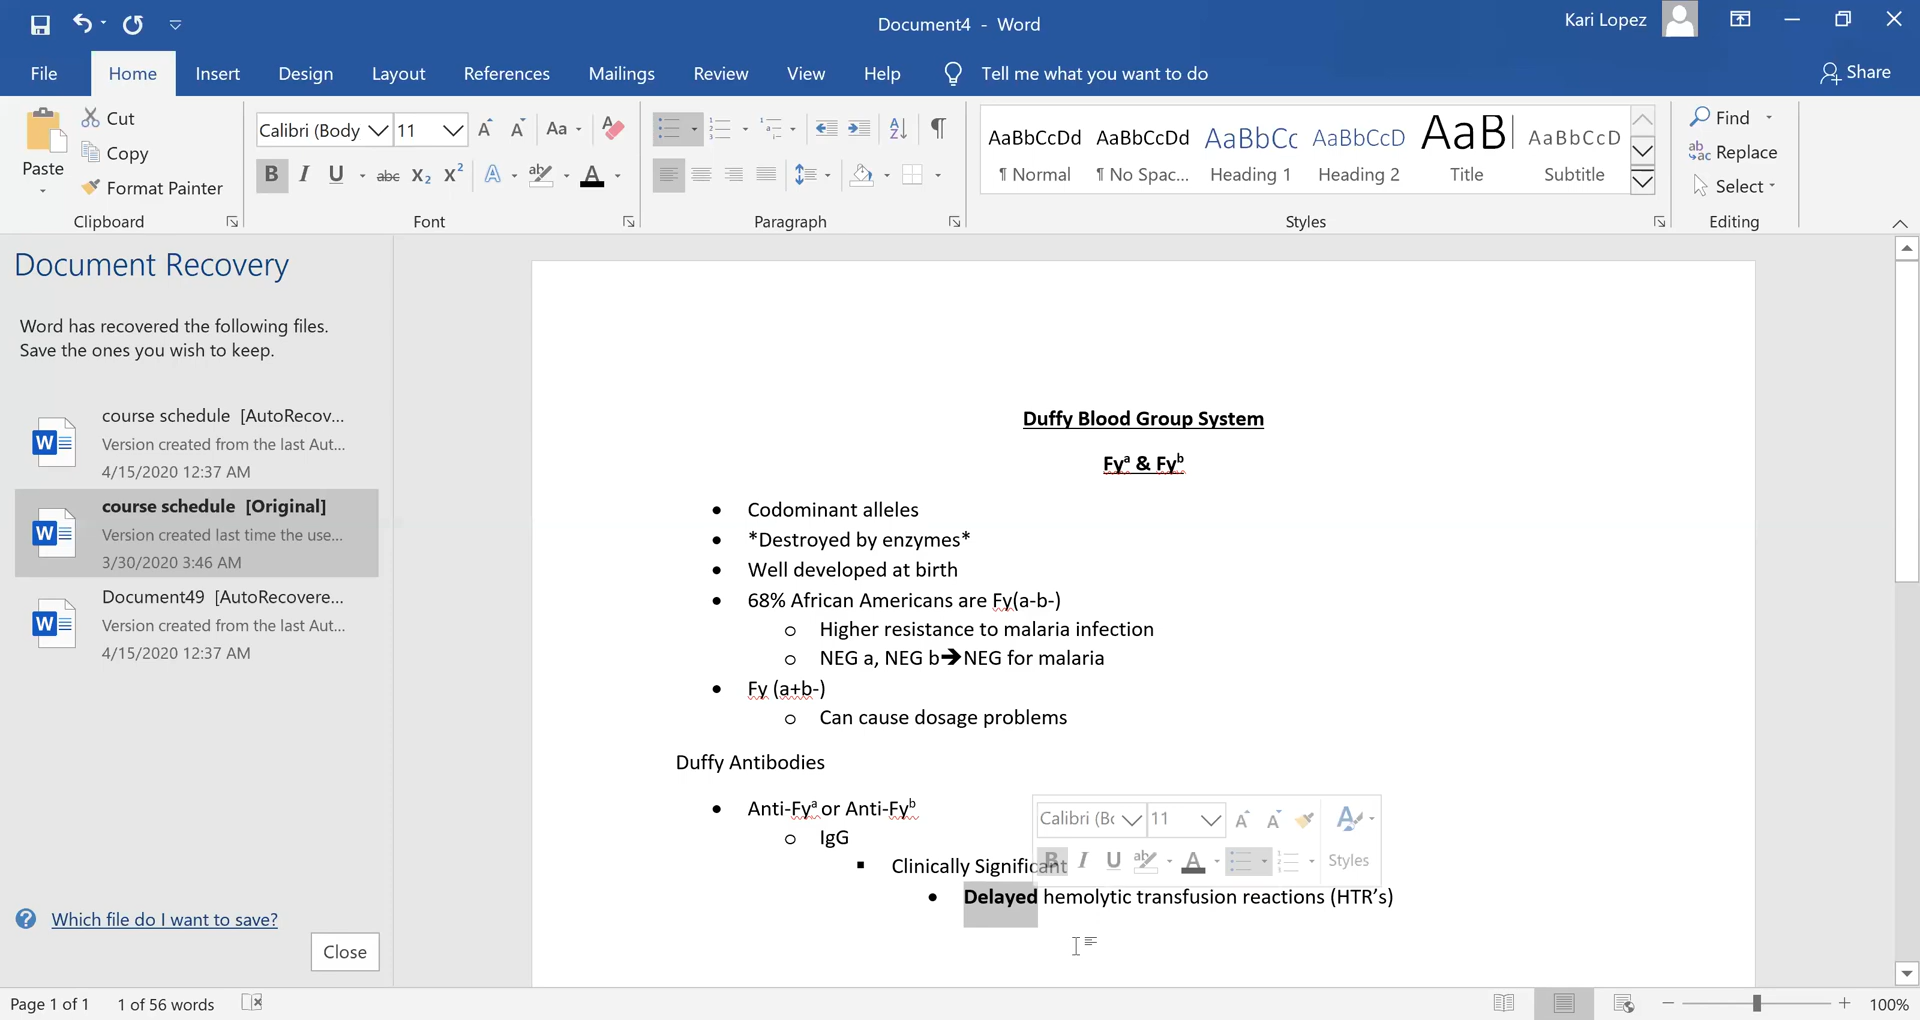 Document4 - Word
Kari Lopez
File Home Insert Design Layout References Mailings Review View Help Tell me what you want to do Share
Paste
Cut
Copy
Format Painter
Clipboard
Calibri (Body 11 Aa
B I U abc X₂ X² A A
Font
Paragraph
AaBbCcDd AaBbCcDd AaBbCc AaBbCcD AaB AaBbCcD
¶ Normal ¶ No Spac... Heading 1 Heading 2 Title Subtitle
Styles
Find
Replace
Select
Editing
Document Recovery
Word has recovered the following files.
Save the ones you wish to keep.
course schedule [AutoRecov...
Version created from the last Aut...
4/15/2020 12:37 AM
course schedule [Original]
Version created last time the use...
3/30/2020 3:46 AM
Document49 [AutoRecovere...
Version created from the last Aut...
4/15/2020 12:37 AM
Which file do I want to save?
Close
Duffy Blood Group System
Fyᵃ & Fyᵇ
• Codominant alleles
• *Destroyed by enzymes*
• Well developed at birth
• 68% African Americans are Fy(a-b-)
o Higher resistance to malaria infection
o NEG a, NEG b➔NEG for malaria
• Fy (a+b-)
o Can cause dosage problems
Duffy Antibodies
• Anti-Fyᵃ or Anti-Fyᵇ
o IgG
▪ Clinically Significant
• Delayed hemolytic transfusion reactions (HTR’s)
Calibri (Bc 11
B I U A Styles
Page 1 of 1 1 of 56 words
100%